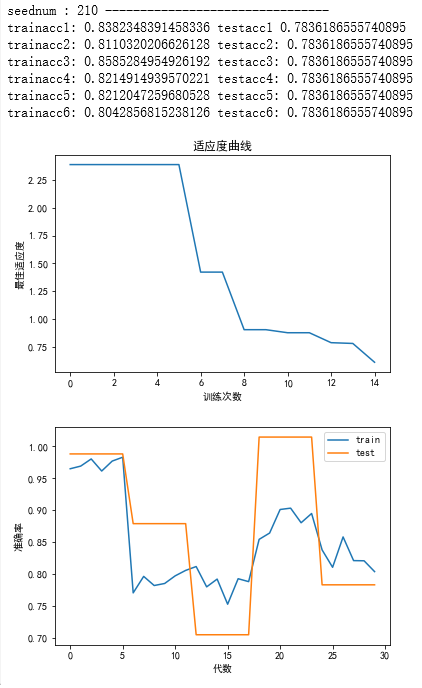 seednum : 210 --------------------------------
trainacc1: 0.8382348391458336 testacc1 0.7836186555740895
trainacc2: 0.8110320206626128 testacc2: 0.7836186555740895
trainacc3: 0.8585284954926192 testacc3: 0.7836186555740895
trainacc4: 0.8214914939570221 testacc4: 0.7836186555740895
trainacc5: 0.8212047259680528 testacc5: 0.7836186555740895
trainacc6: 0.8042856815238126 testacc6: 0.7836186555740895
适应度曲线
最佳适应度
2.25
2.00
1.75
1.50
1.25
1.00
0.75
0 2 4 6 8 10 12 14
训练次数
准确率
1.00
0.95
0.90
0.85
0.80
0.75
0.70
train
test
0 5 10 15 20 25 30
代数